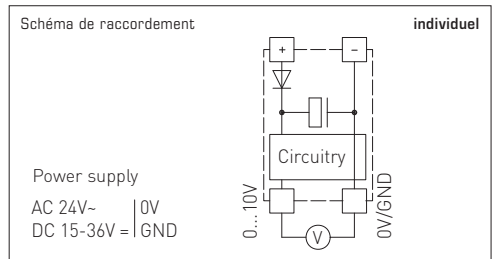 Schéma de raccordement
individuel
+ −
Circuitry
Power supply
AC 24V~ | 0V
DC 15-36V = | GND
0...10V
0V/GND
V